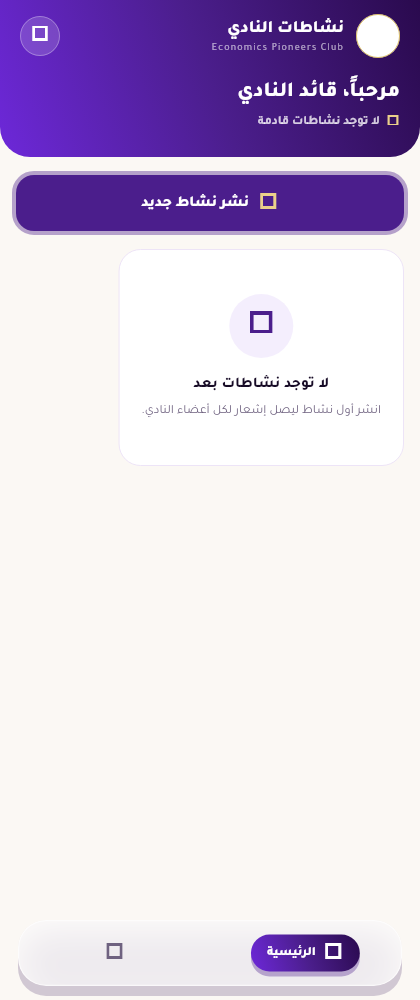 نشاطات النادي
Economics Pioneers Club
مرحباً، قائد النادي
لا توجد نشاطات قادمة
نشر نشاط جديد
لا توجد نشاطات بعد
انشر أول نشاط ليصل إشعار لكل أعضاء النادي.
الرئيسية